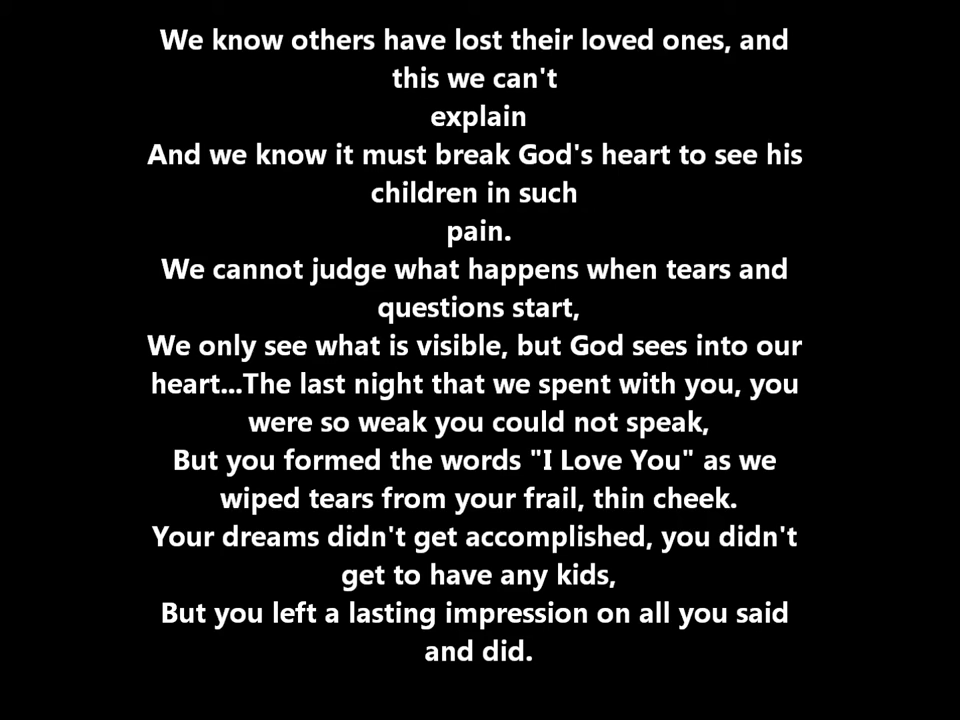 We know others have lost their loved ones, and
this we can't
explain
And we know it must break God's heart to see his
children in such
pain.
We cannot judge what happens when tears and
questions start,
We only see what is visible, but God sees into our
heart...The last night that we spent with you, you
were so weak you could not speak,
But you formed the words "I Love You" as we
wiped tears from your frail, thin cheek.
Your dreams didn't get accomplished, you didn't
get to have any kids,
But you left a lasting impression on all you said
and did.